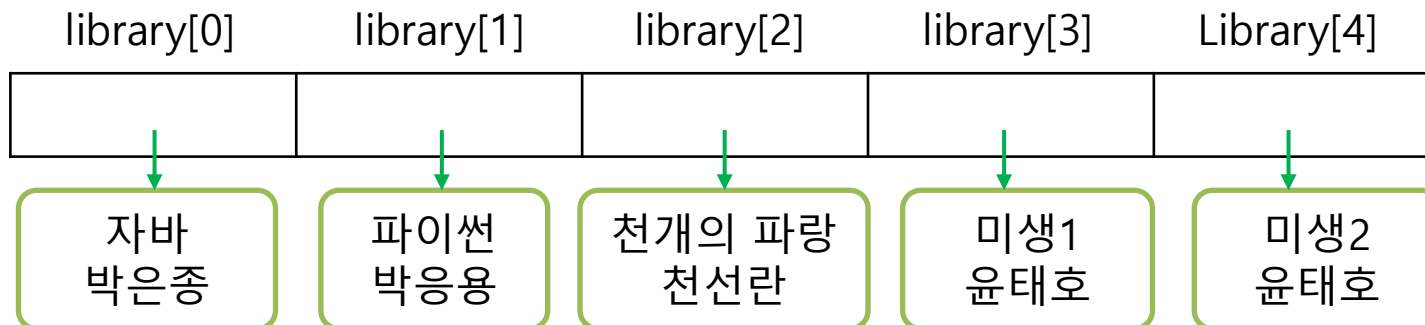 library[0] library[1] library[2] library[3] Library[4]
자바
박은종
파이썬
박응용
천개의 파랑
천선란
미생1
윤태호
미생2
윤태호